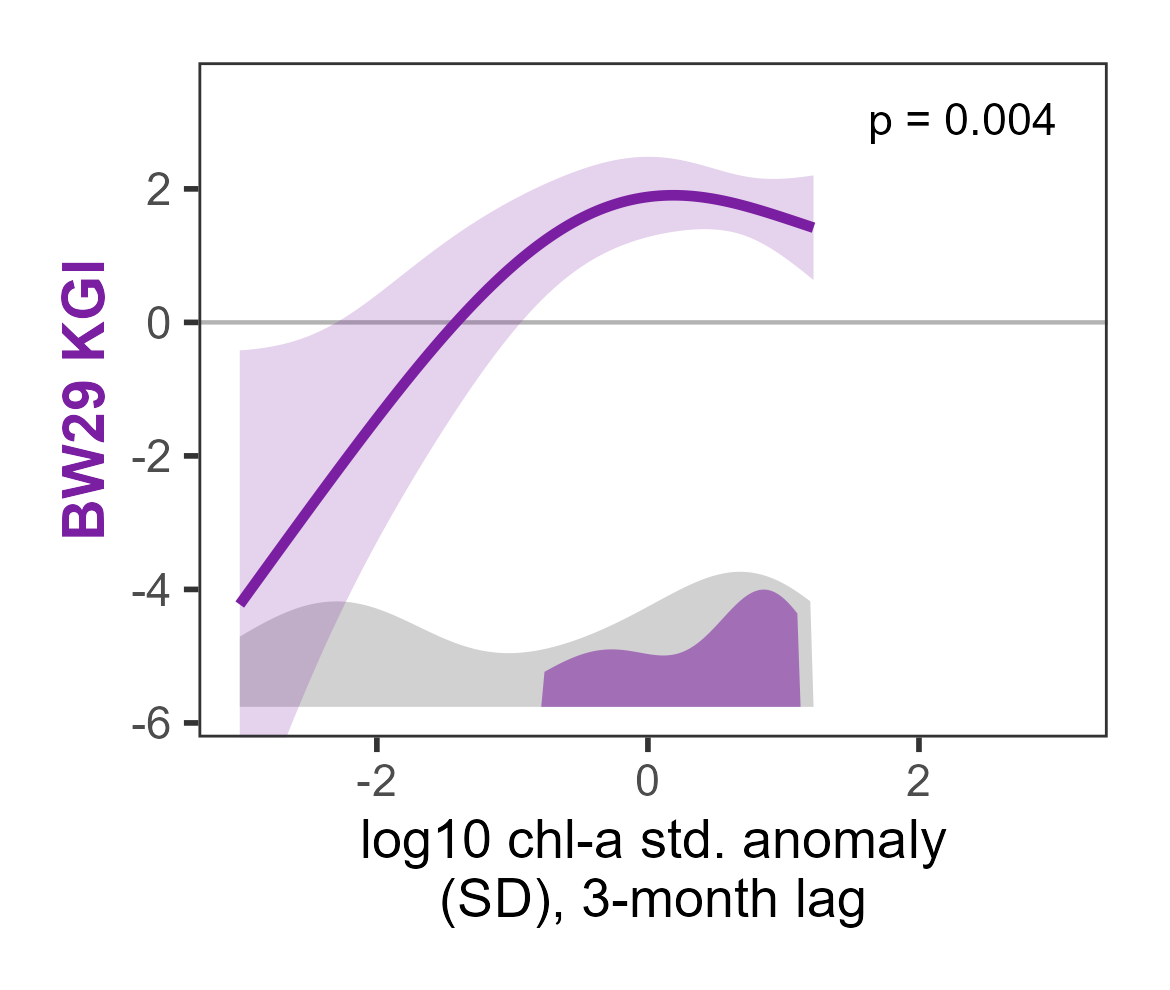 p = 0.004
BW29 KGI
2
0
-2
-4
-6
-2 0 2
log10 chl-a std. anomaly
(SD), 3-month lag